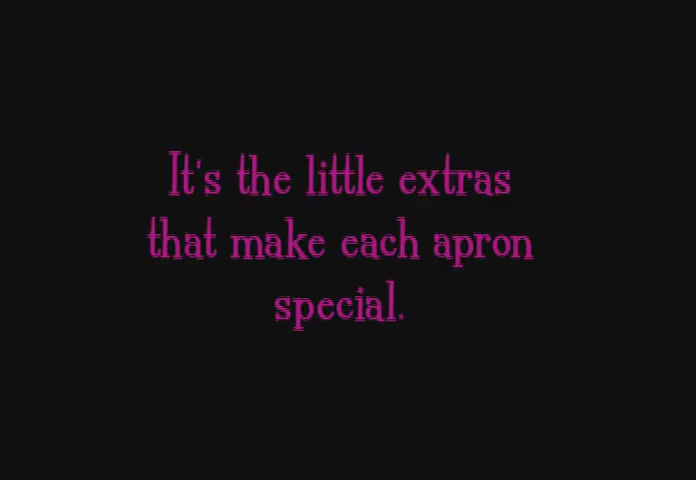 It's the little extras
that make each apron
special.